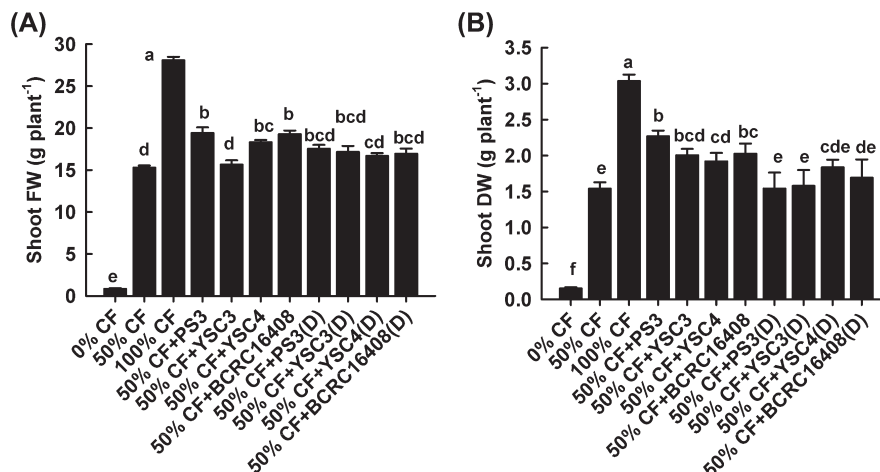 (A)
Shoot FW (g plant⁻¹)
30
25
20
15
10
5
0
a
b
b
bcd
d
d
bc
bcd
cd
bcd
e
0% CF
50% CF
100% CF
50% CF+PS3
50% CF+YSC3
50% CF+YSC4
50% CF+BCRC16408
50% CF+PS3(D)
50% CF+YSC3(D)
50% CF+YSC4(D)
50% CF+BCRC16408(D)
(B)
Shoot DW (g plant⁻¹)
3.5
3.0
2.5
2.0
1.5
1.0
0.5
0.0
a
b
bcd
cd
bc
e
e
e
cde
de
f
0% CF
50% CF
100% CF
50% CF+PS3
50% CF+YSC3
50% CF+YSC4
50% CF+BCRC16408
50% CF+PS3(D)
50% CF+YSC3(D)
50% CF+YSC4(D)
50% CF+BCRC16408(D)